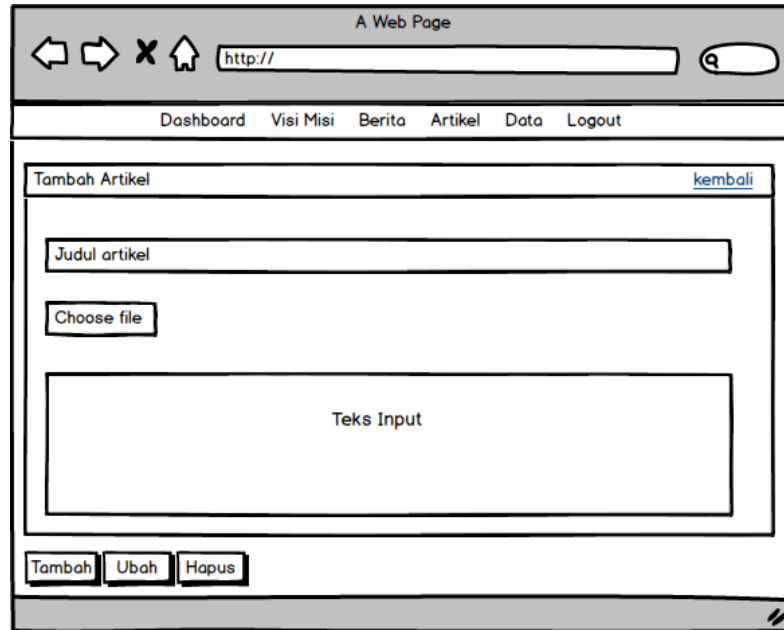 A Web Page
http://
Dashboard Visi Misi Berita Artikel Data Logout
Tambah Artikel kembali
Judul artikel
Choose file
Teks Input
Tambah Ubah Hapus